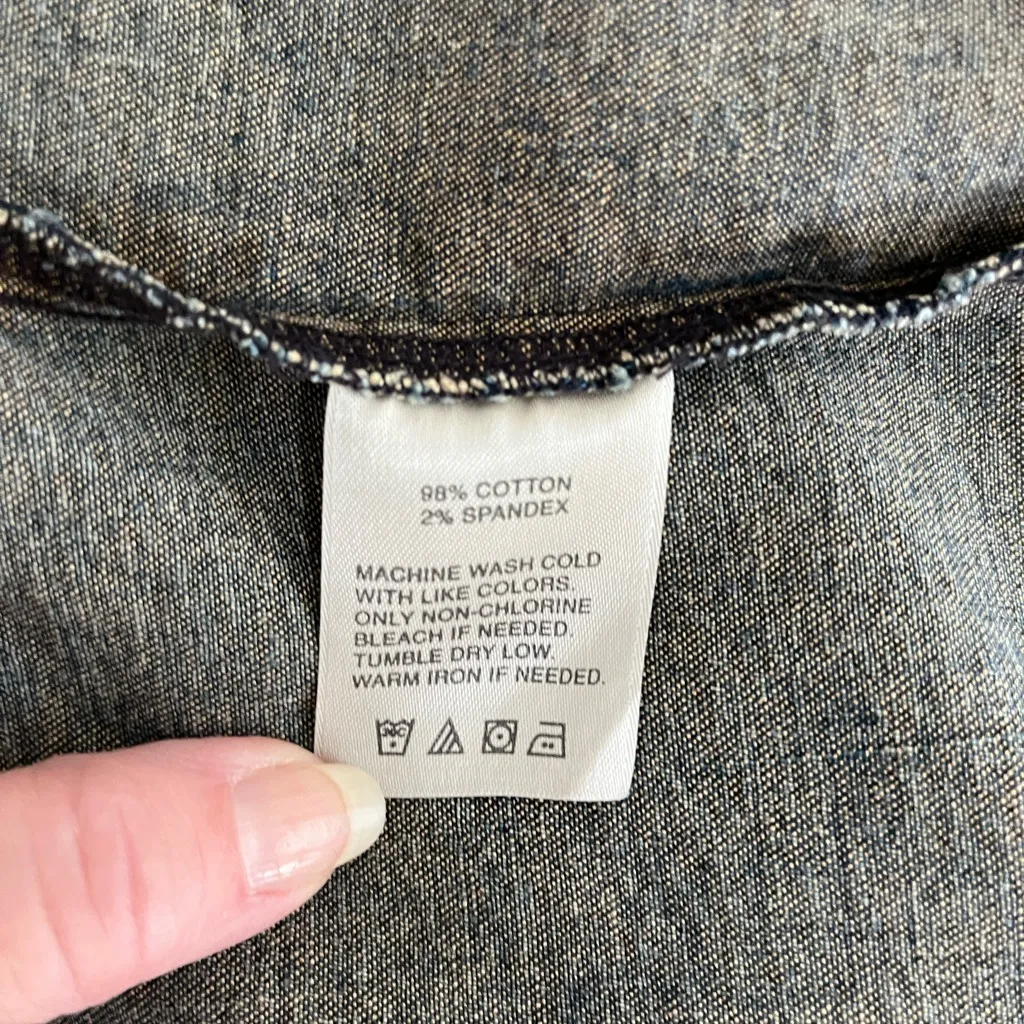 98% COTTON
2% SPANDEX
MACHINE WASH COLD
WITH LIKE COLORS.
ONLY NON-CHLORINE
BLEACH IF NEEDED.
TUMBLE DRY LOW.
WARM IRON IF NEEDED.
30C